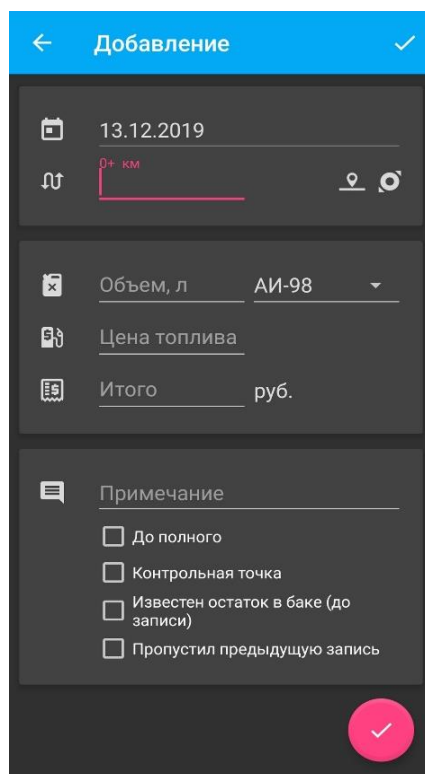 Добавление
13.12.2019
0+ км
Объем, л АИ-98
Цена топлива
Итого руб.
Примечание
До полного
Контрольная точка
Известен остаток в баке (до
записи)
Пропустил предыдущую запись